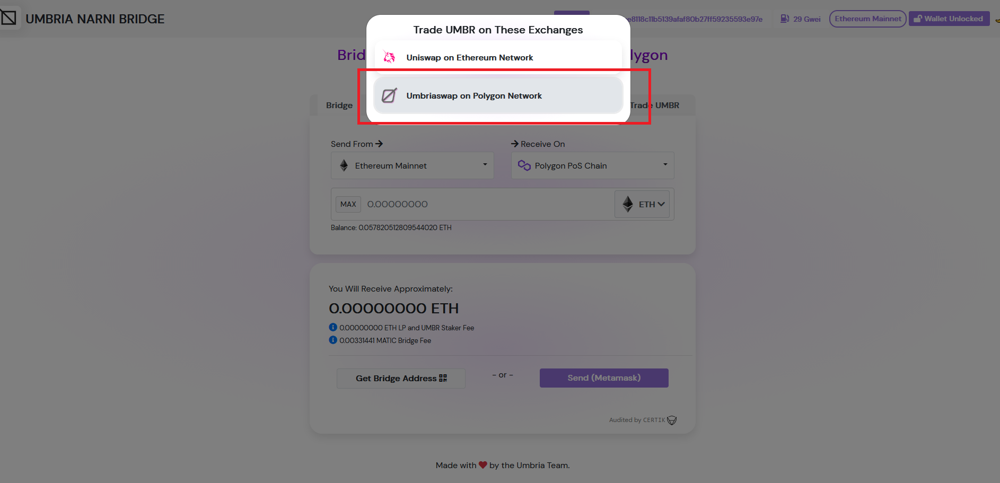 UMBRIA NARNI BRIDGE
e8118c11b5139afaf80b27ff59235593e97e
29 Gwei
Ethereum Mainnet
Wallet Unlocked
Trade UMBR on These Exchanges
Uniswap on Ethereum Network
Umbriaswap on Polygon Network
Brid
lygon
Bridge
Trade UMBR
Send From
Receive On
Ethereum Mainnet
Polygon PoS Chain
MAX
0.00000000
ETH
Balance: 0.057820512809544020 ETH
You Will Receive Approximately:
0.00000000 ETH
0.00000000 ETH LP and UMBR Staker Fee
0.00331441 MATIC Bridge Fee
Get Bridge Address
- or -
Send (Metamask)
Audited by CERTIK
Made with by the Umbria Team.